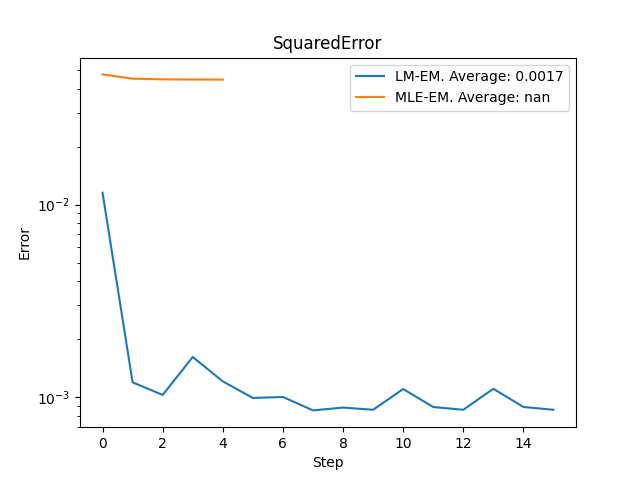 SquaredError
LM-EM. Average: 0.0017
MLE-EM. Average: nan
Error
10⁻²
10⁻³
0 2 4 6 8 10 12 14
Step